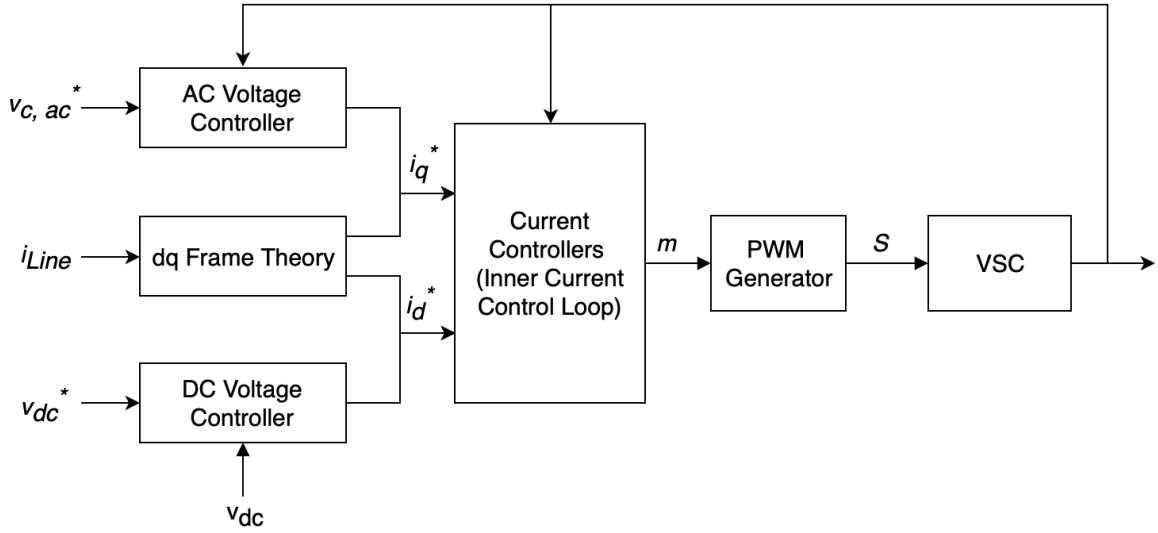 AC Voltage
Controller
v_c, ac*
i_q*
dq Frame Theory
i_Line
Current
Controllers
(Inner Current
Control Loop)
m
PWM
Generator
S
VSC
i_d*
DC Voltage
Controller
v_dc*
v_dc